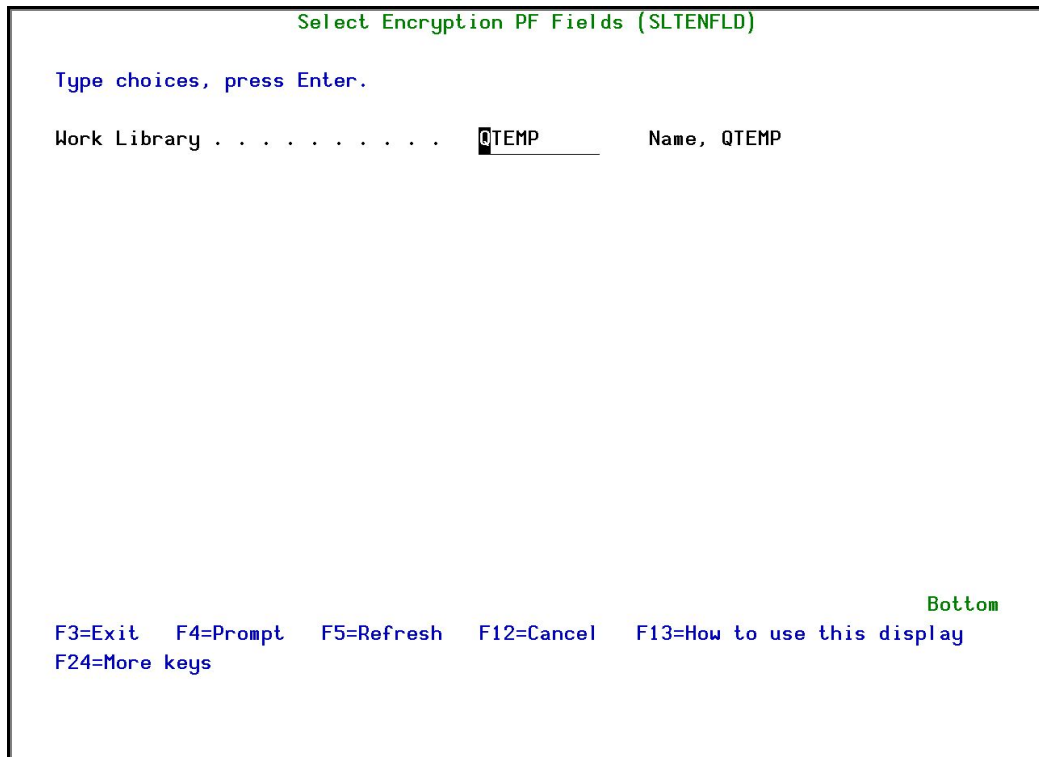 Select Encryption PF Fields (SLTENFLD)
Type choices, press Enter.
Work Library . . . . . . . . . . QTEMP Name, QTEMP
Bottom
F3=Exit F4=Prompt F5=Refresh F12=Cancel F13=How to use this display
F24=More keys